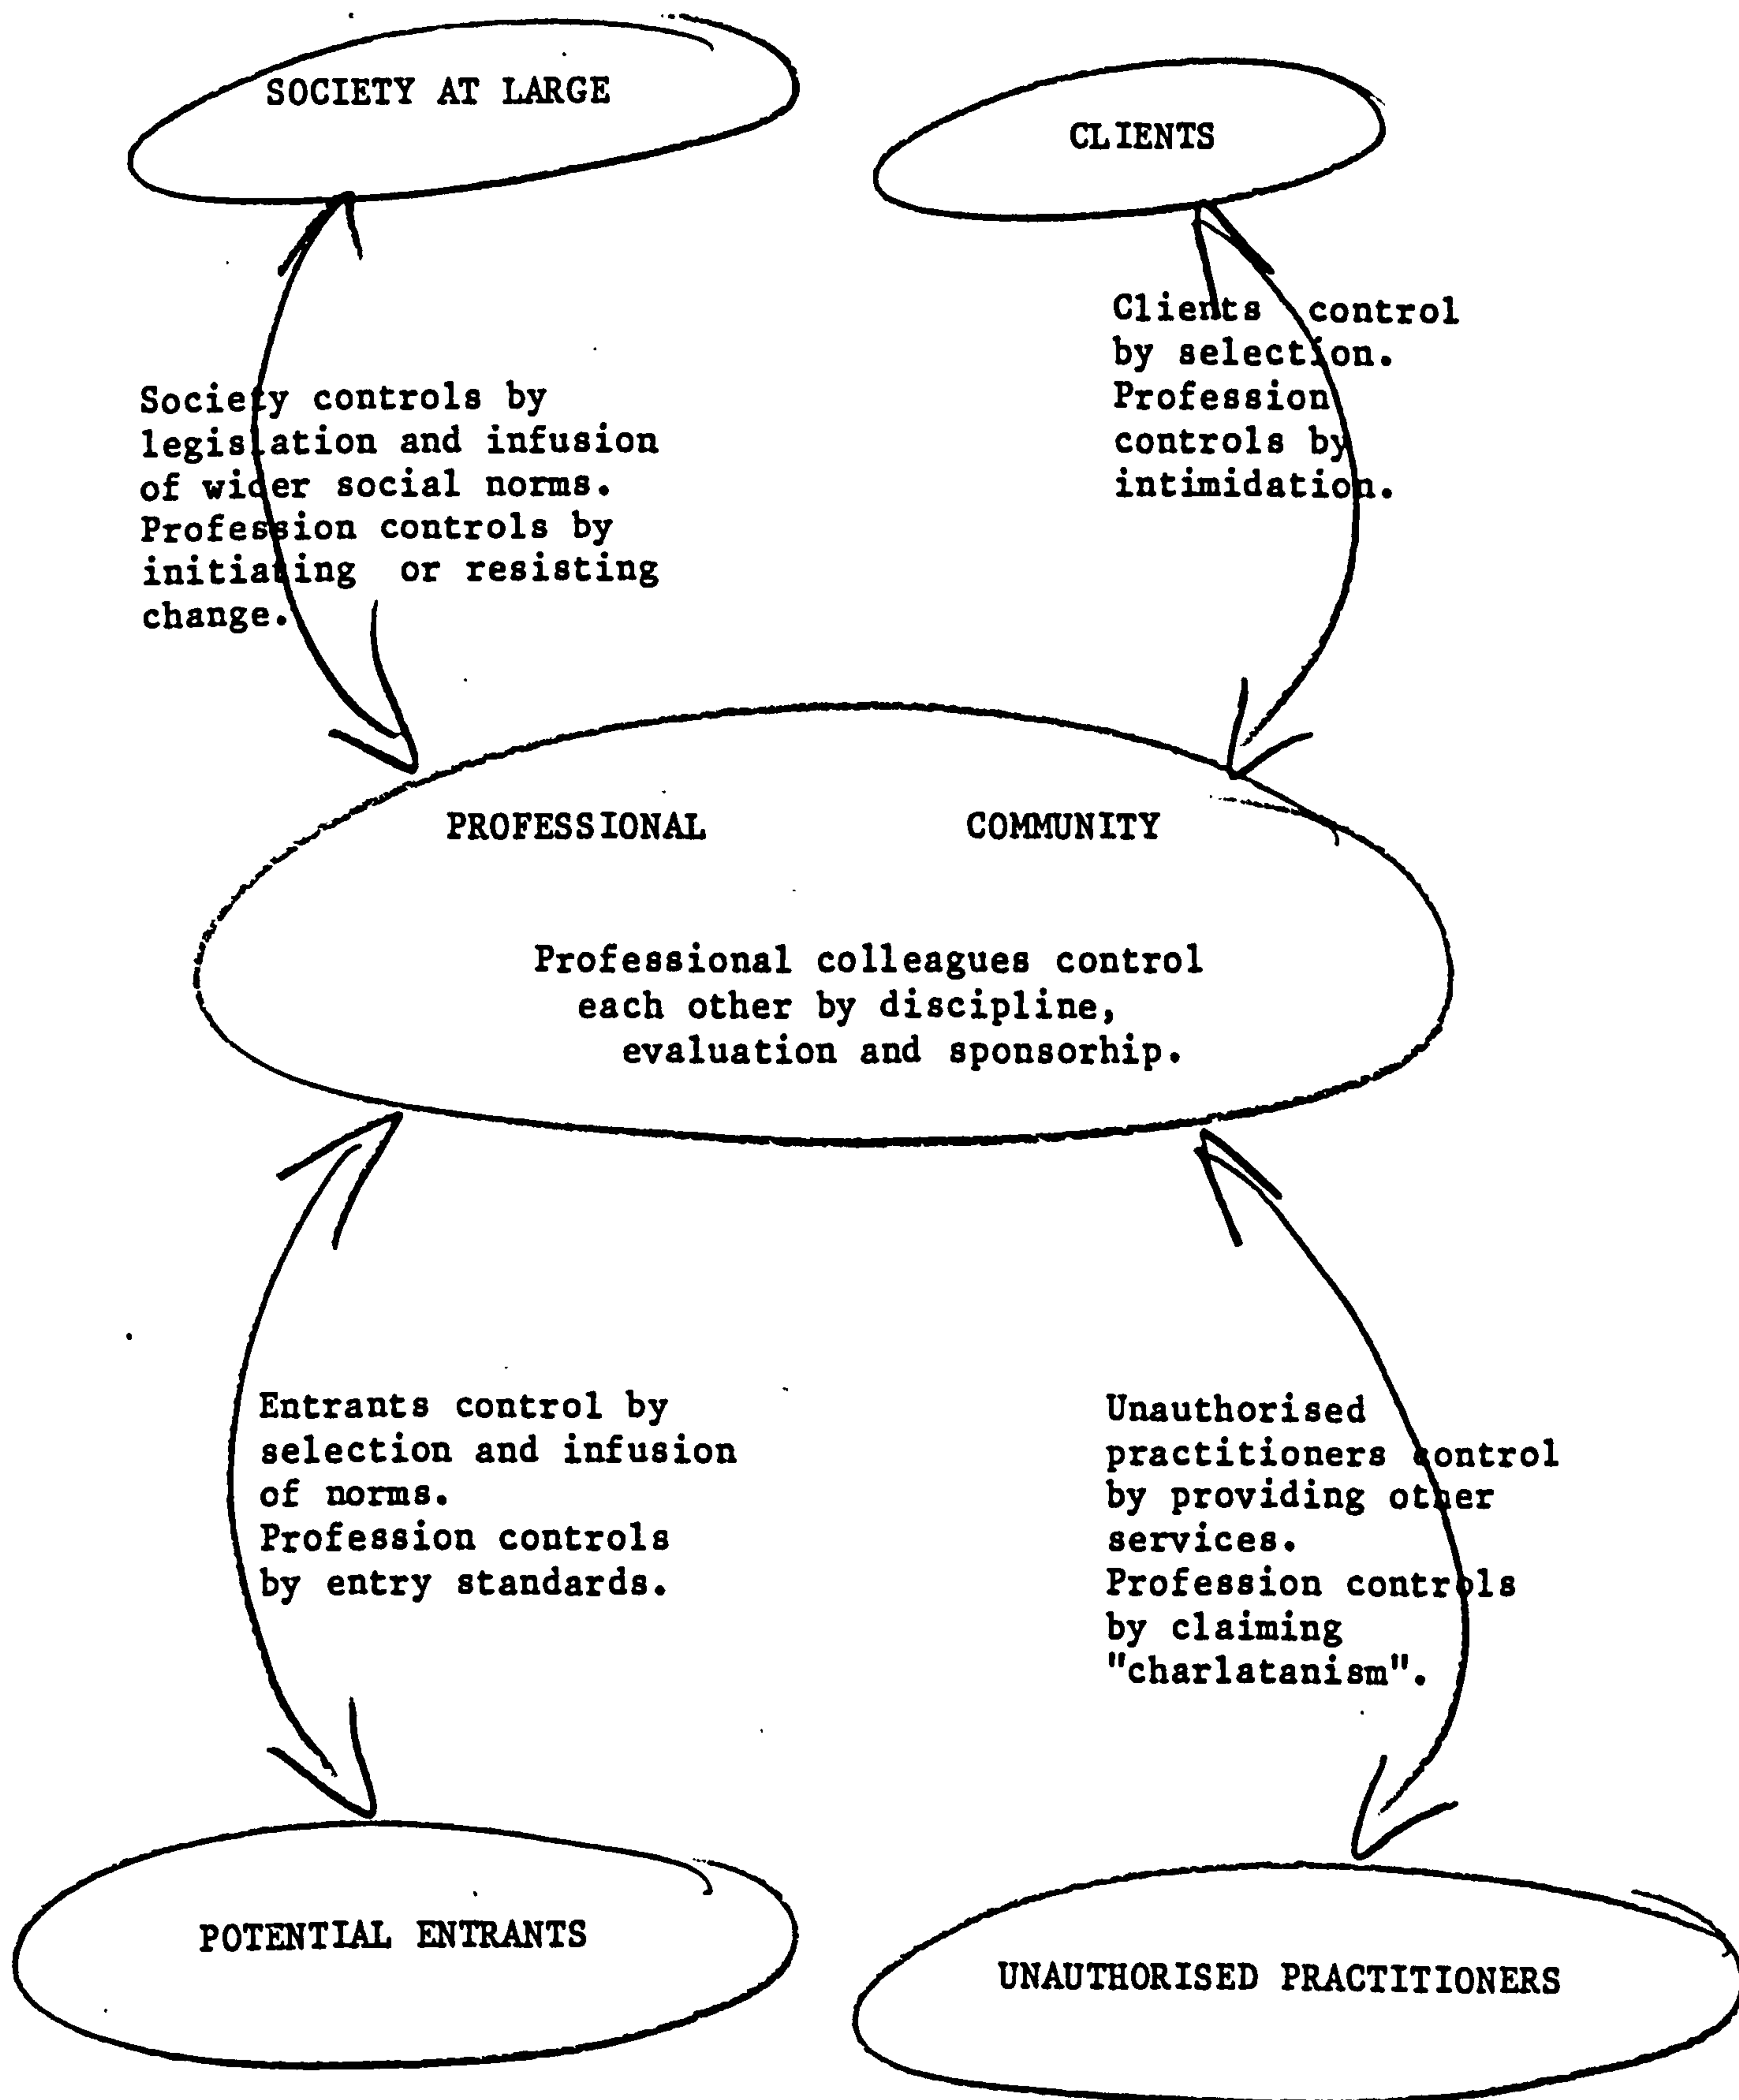 SOCIETY AT LARGE
CLIENTS
Clients control
by selection.
Profession
controls by
intimidation.
Society controls by
legislation and infusion
of wider social norms.
Profession controls by
initiating or resisting
change.
PROFESSIONAL COMMUNITY
Professional colleagues control
each other by discipline,
evaluation and sponsorhip.
Entrants control by
selection and infusion
of norms.
Profession controls
by entry standards.
Unauthorised
practitioners control
by providing other
services.
Profession controls
by claiming
"charlatanism".
POTENTIAL ENTRANTS
UNAUTHORISED PRACTITIONERS